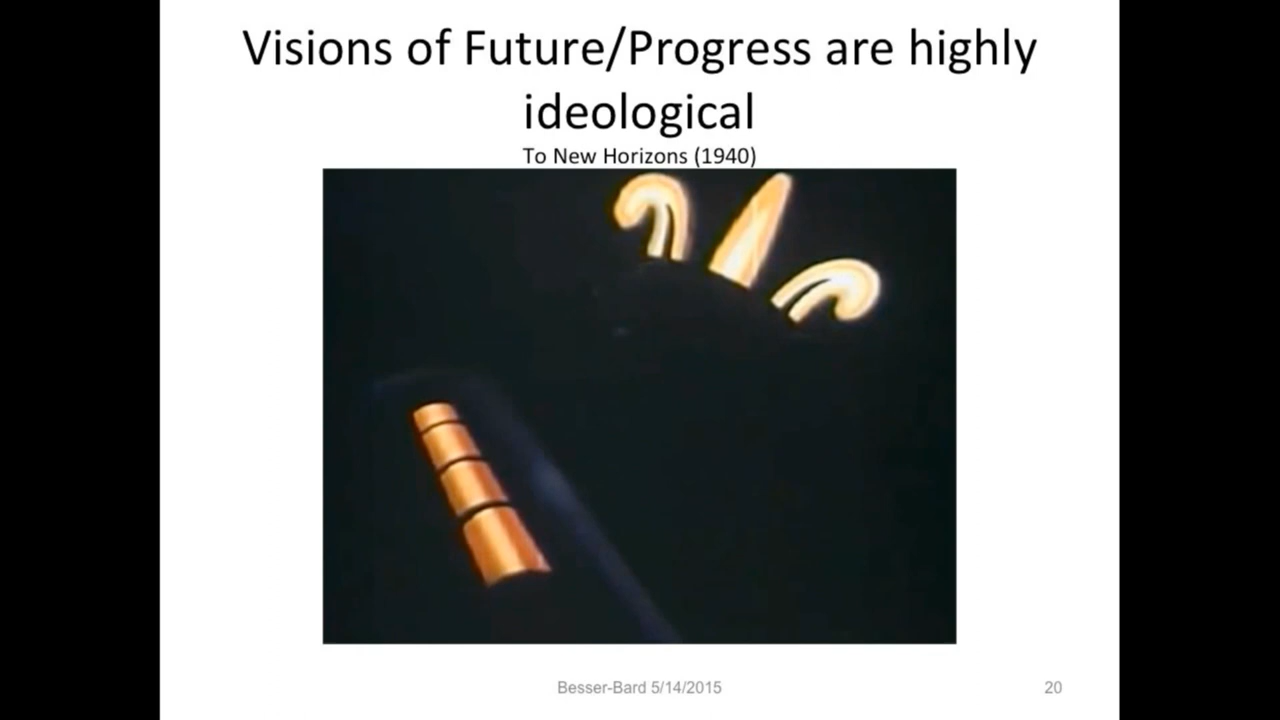 Visions of Future/Progress are highly
ideological
To New Horizons (1940)
Besser-Bard 5/14/2015
20